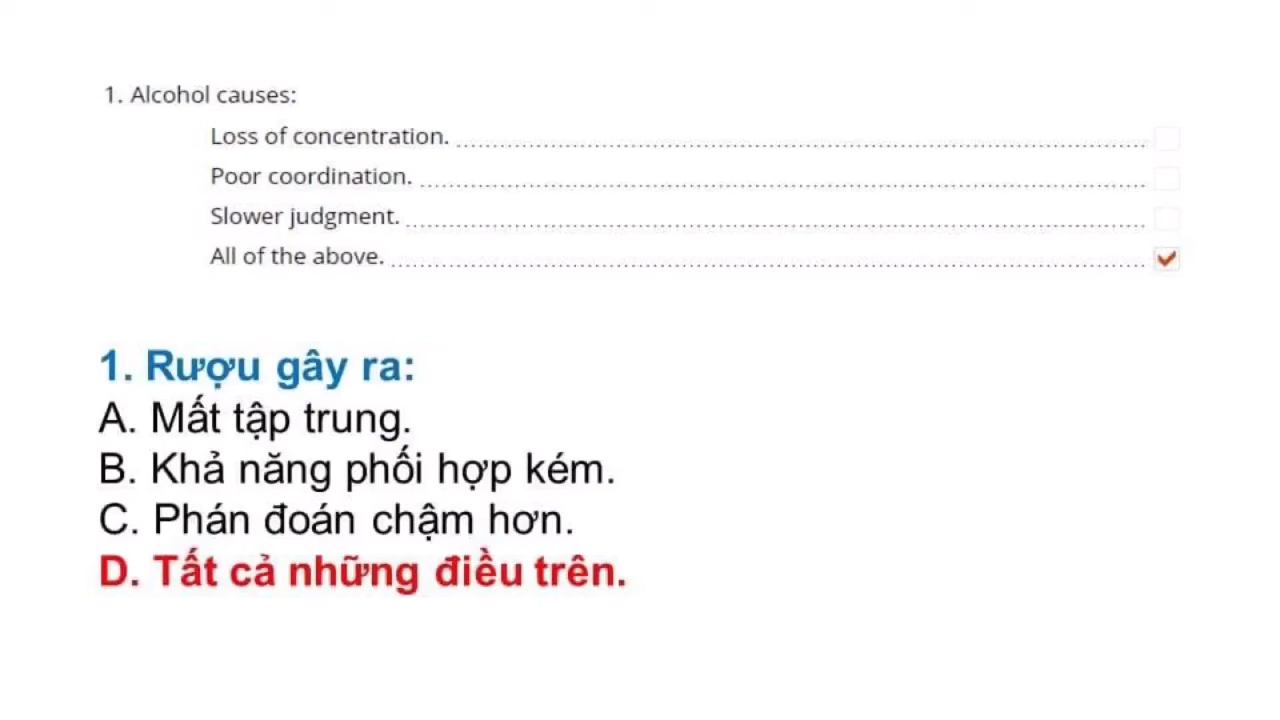 1. Alcohol causes:
Loss of concentration.
Poor coordination.
Slower judgment.
All of the above.
1. Rượu gây ra:
A. Mất tập trung.
B. Khả năng phối hợp kém.
C. Phán đoán chậm hơn.
D. Tất cả những điều trên.